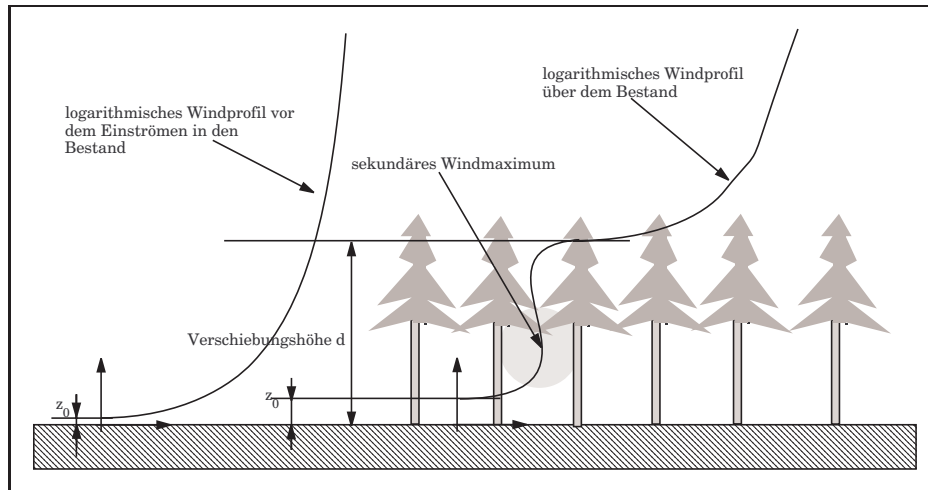 logarithmisches Windprofil
über dem Bestand
logarithmisches Windprofil vor
dem Einströmen in den
Bestand
sekundäres Windmaximum
Verschiebungshöhe d
z0
z0